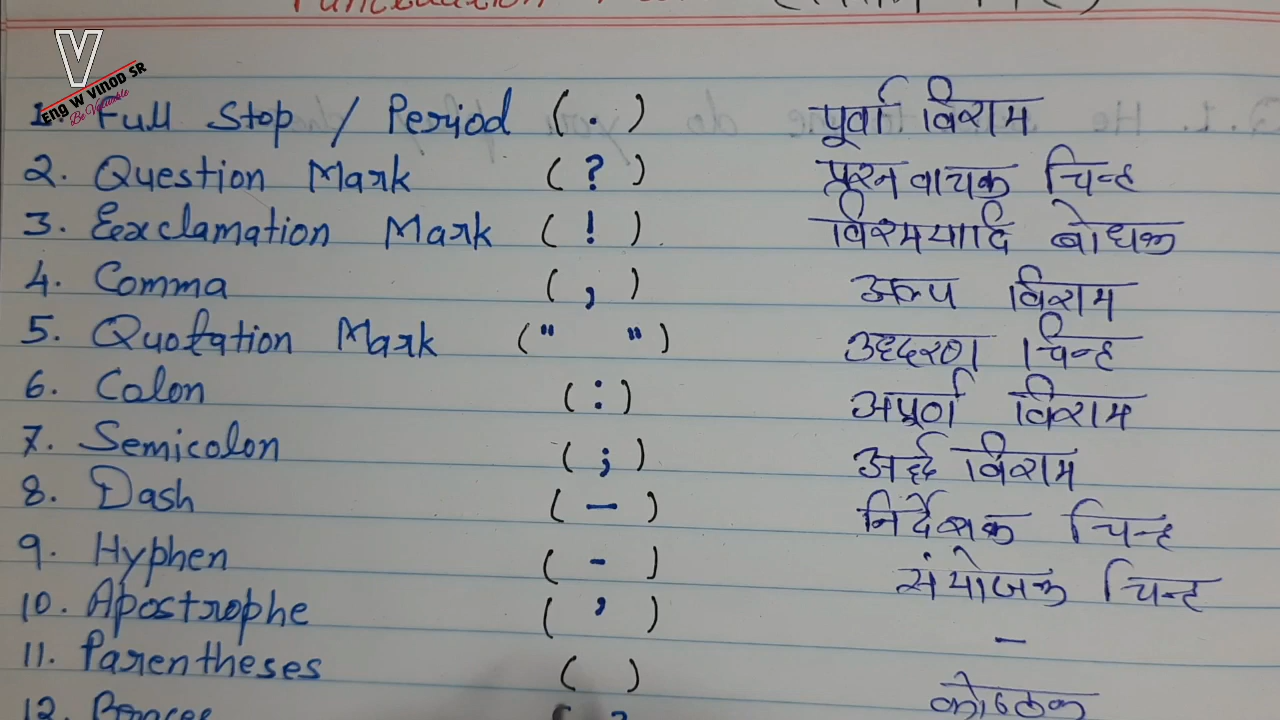 V
ENG W VINOD SR
Be Valuable
1. Full Stop / Period ( . ) पूर्ण विराम
2. Question Mark ( ? ) प्रश्नवाचक चिन्ह
3. Exclamation Mark ( ! ) विस्मयादि बोधक
4. Comma ( , ) अल्प विराम
5. Quotation Mark (" ") उद्दरण चिन्ह
6. Colon ( : ) अपूर्ण विराम
7. Semicolon ( ; ) अर्द्द विराम
8. Dash ( — ) निर्देशक चिन्ह
9. Hyphen ( - ) संयोजक चिन्ह
10. Apostrophe ( ’ ) —
11. Parentheses ( ) कोष्ठक
12.